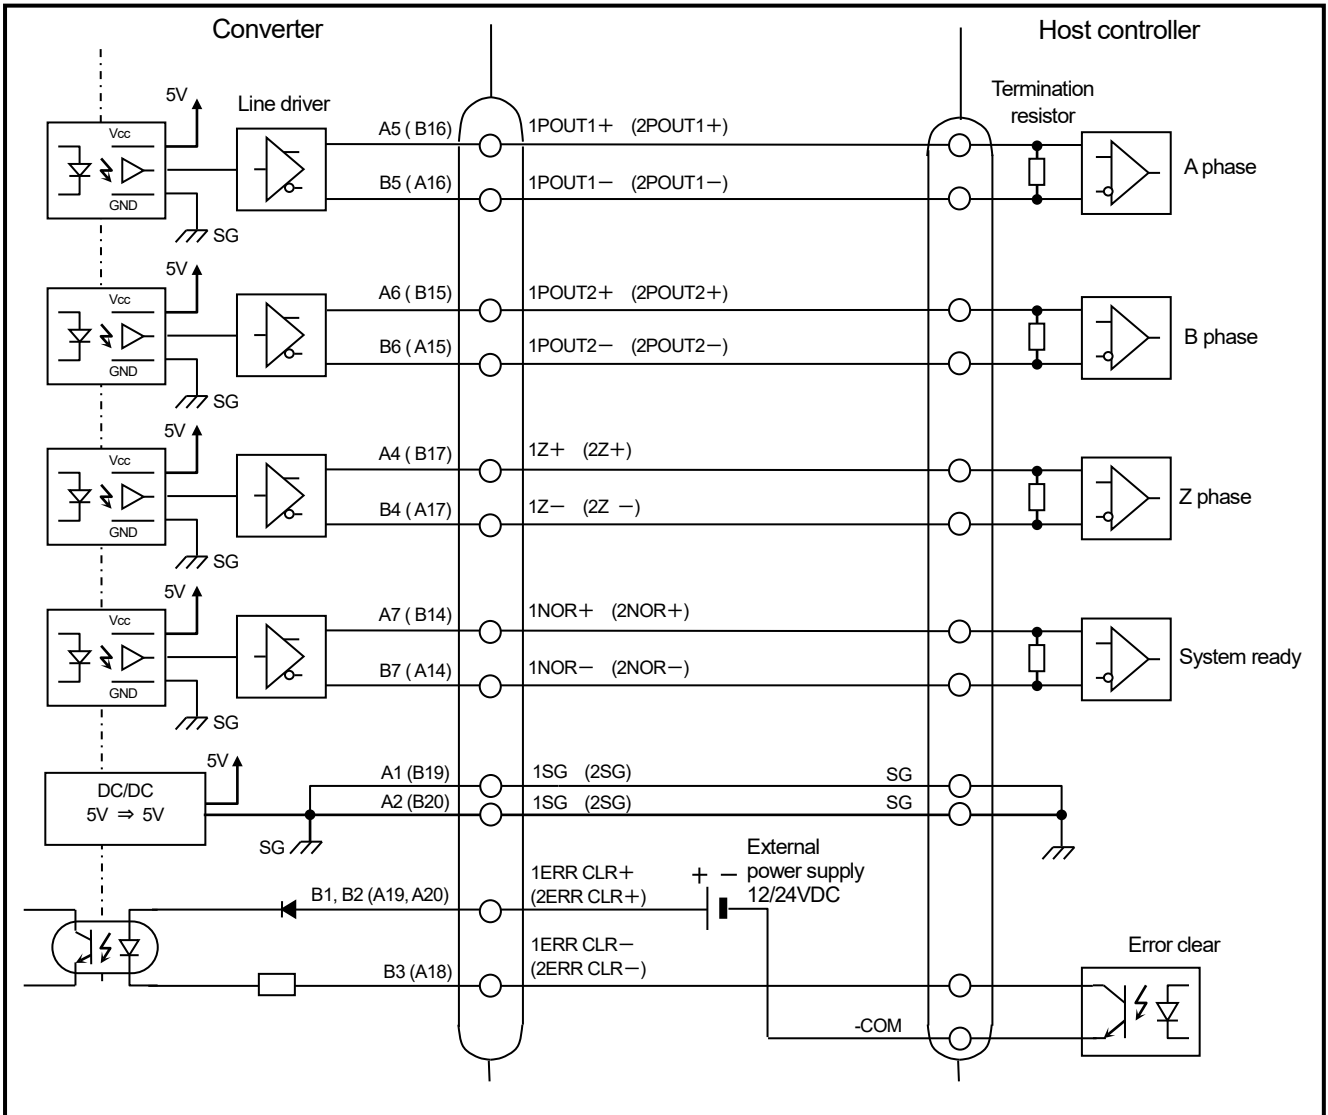 Converter
Host controller
5V
Line driver
Termination
resistor
Vcc
GND
SG
A5 ( B16)
1POUT1+ (2POUT1+)
B5 ( A16)
1POUT1− (2POUT1−)
A phase
5V
Vcc
GND
SG
A6 ( B15)
1POUT2+ (2POUT2+)
B6 ( A15)
1POUT2− (2POUT2−)
B phase
5V
Vcc
GND
SG
A4 ( B17)
1Z+ (2Z+)
B4 ( A17)
1Z− (2Z −)
Z phase
5V
Vcc
GND
SG
A7 ( B14)
1NOR+ (2NOR+)
B7 ( A14)
1NOR− (2NOR−)
System ready
5V
DC/DC
5V ⇒ 5V
SG
A1 (B19)
1SG (2SG)
SG
A2 (B20)
1SG (2SG)
SG
External
power supply
12/24VDC
+ −
B1, B2 (A19, A20)
1ERR CLR+
(2ERR CLR+)
B3 (A18)
1ERR CLR−
(2ERR CLR−)
-COM
Error clear